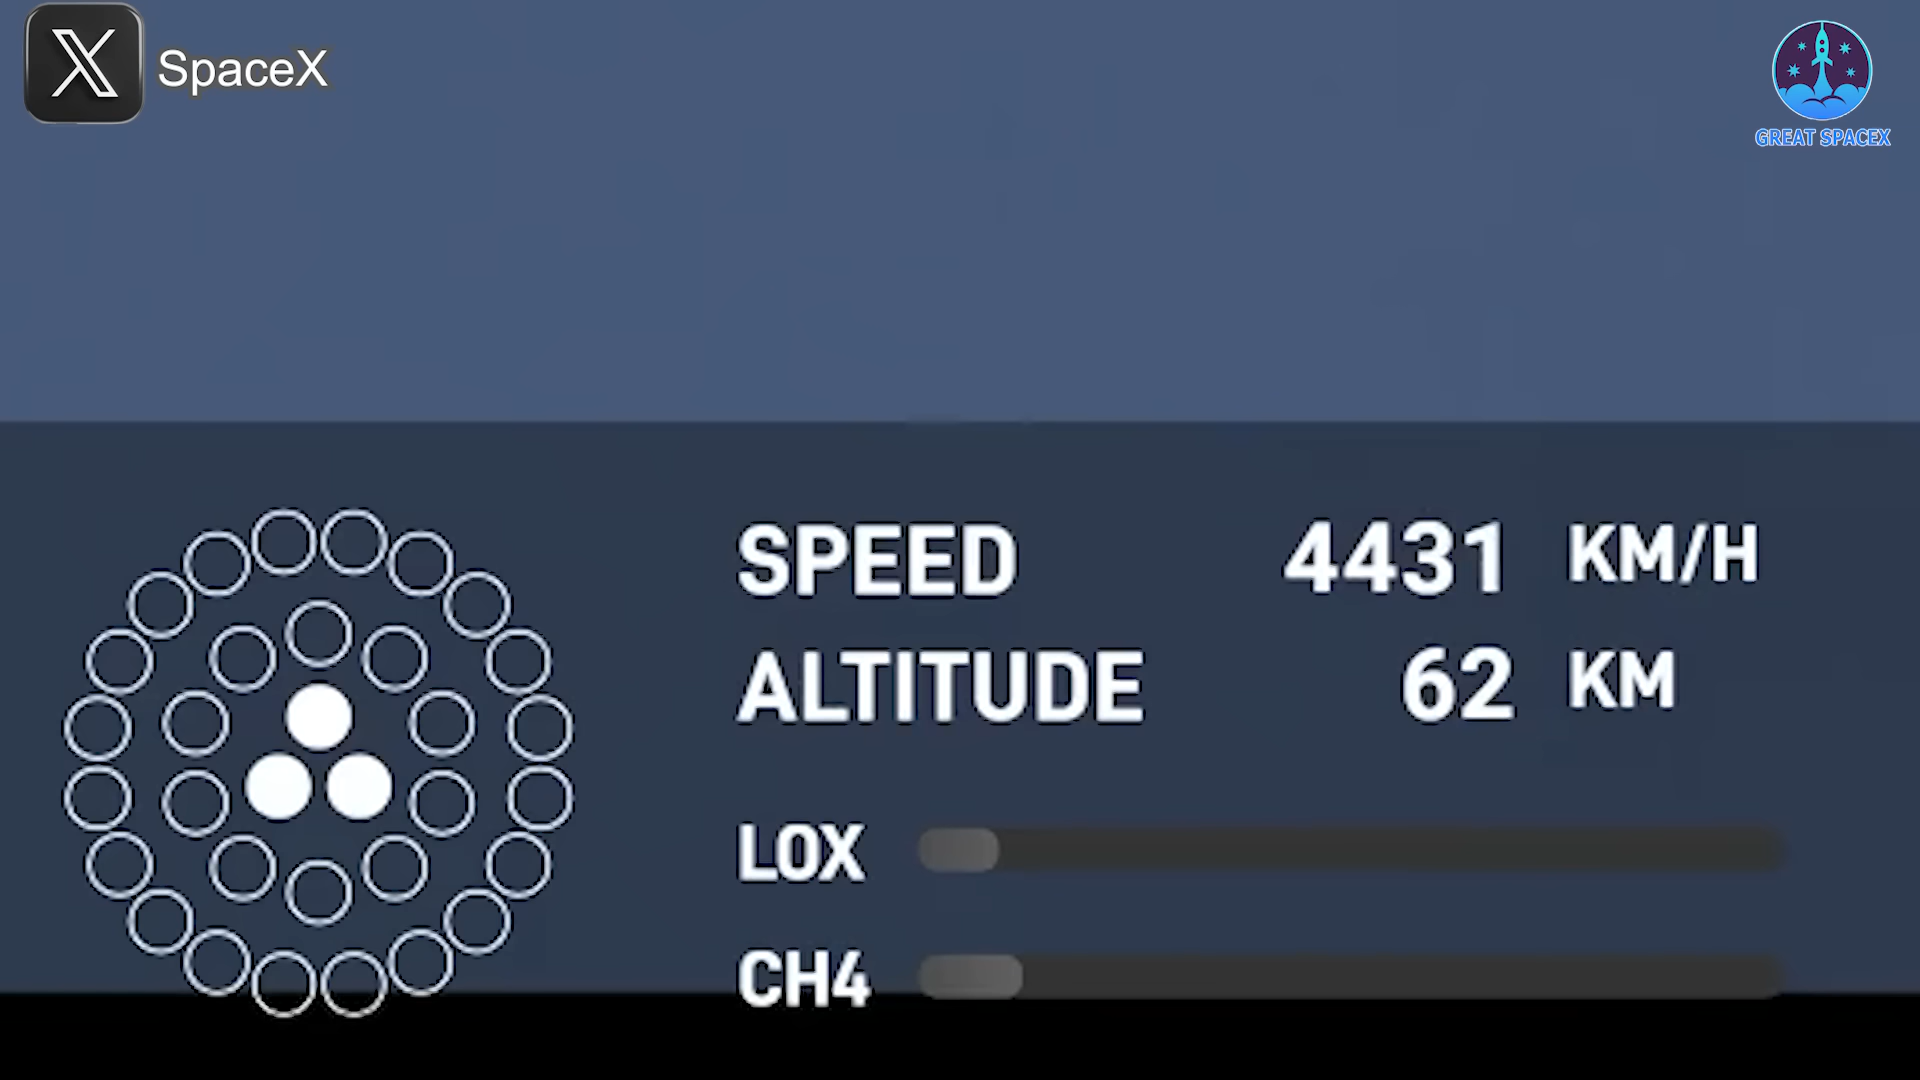 X SpaceX
GREAT SPACEX
SPEED 4431 KM/H
ALTITUDE 62 KM
LOX
CH4